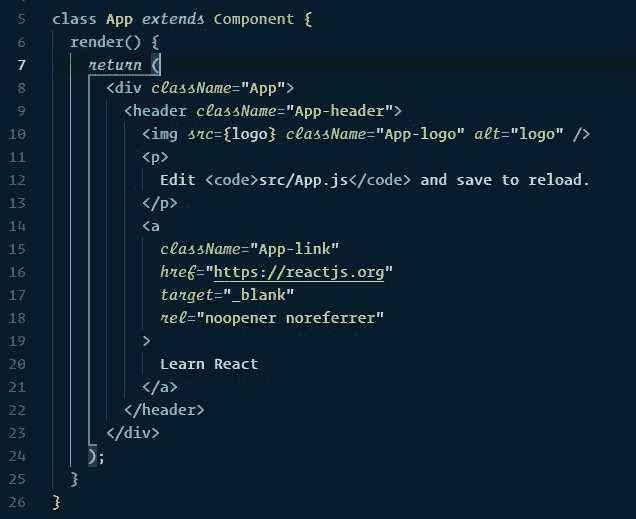 5 class App extends Component {
6   render() {
7     return (
8       <div className="App">
9         <header className="App-header">
10           <img src={logo} className="App-logo" alt="logo" />
11           <p>
12             Edit <code>src/App.js</code> and save to reload.
13           </p>
14           <a
15             className="App-link"
16             href="https://reactjs.org"
17             target="_blank"
18             rel="noopener noreferrer"
19           >
20             Learn React
21           </a>
22         </header>
23       </div>
24     );
25   }
26 }